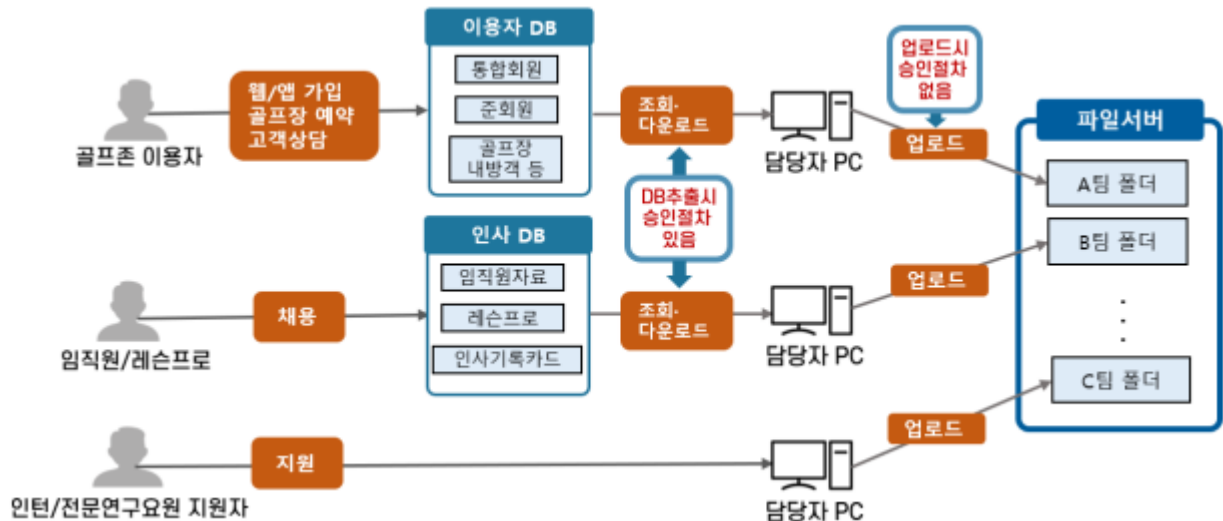 이용자 DB
통합회원
준회원
골프장
내방객 등
웹/앱 가입
골프장 예약
고객상담
골프존 이용자
조회·
다운로드
담당자 PC
업로드시
승인절차
없음
업로드
파일서버
A팀 폴더
B팀 폴더
C팀 폴더
DB추출시
승인절차
있음
인사 DB
임직원자료
레슨프로
인사기록카드
채용
임직원/레슨프로
조회·
다운로드
담당자 PC
업로드
지원
인턴/전문연구요원 지원자
담당자 PC
업로드